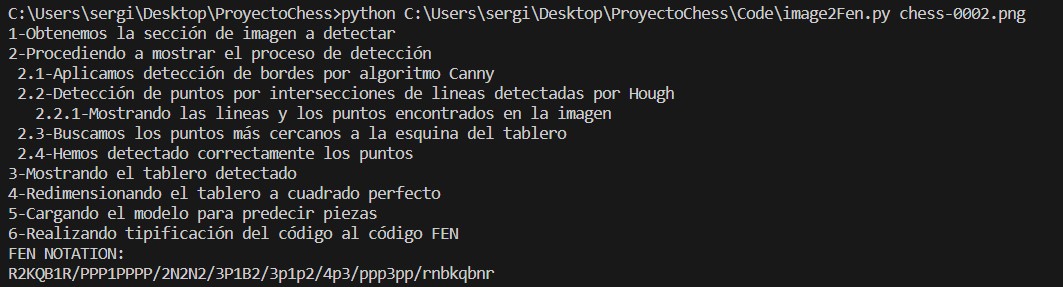 C:\Users\sergi\Desktop\ProyectoChess>python C:\Users\sergi\Desktop\ProyectoChess\Code\image2Fen.py chess-0002.png
1-Obtenemos la sección de imagen a detectar
2-Procediendo a mostrar el proceso de detección
2.1-Aplicamos detección de bordes por algoritmo Canny
2.2-Detección de puntos por intersecciones de lineas detectadas por Hough
2.2.1-Mostrando las lineas y los puntos encontrados en la imagen
2.3-Buscamos los puntos más cercanos a la esquina del tablero
2.4-Hemos detectado correctamente los puntos
3-Mostrando el tablero detectado
4-Redimensionando el tablero a cuadrado perfecto
5-Cargando el modelo para predecir piezas
6-Realizando tipificación del código al código FEN
FEN NOTATION:
R2KQB1R/PPP1PPPP/2N2N2/3P1B2/3p1p2/4p3/ppp3pp/rnbkqbnr